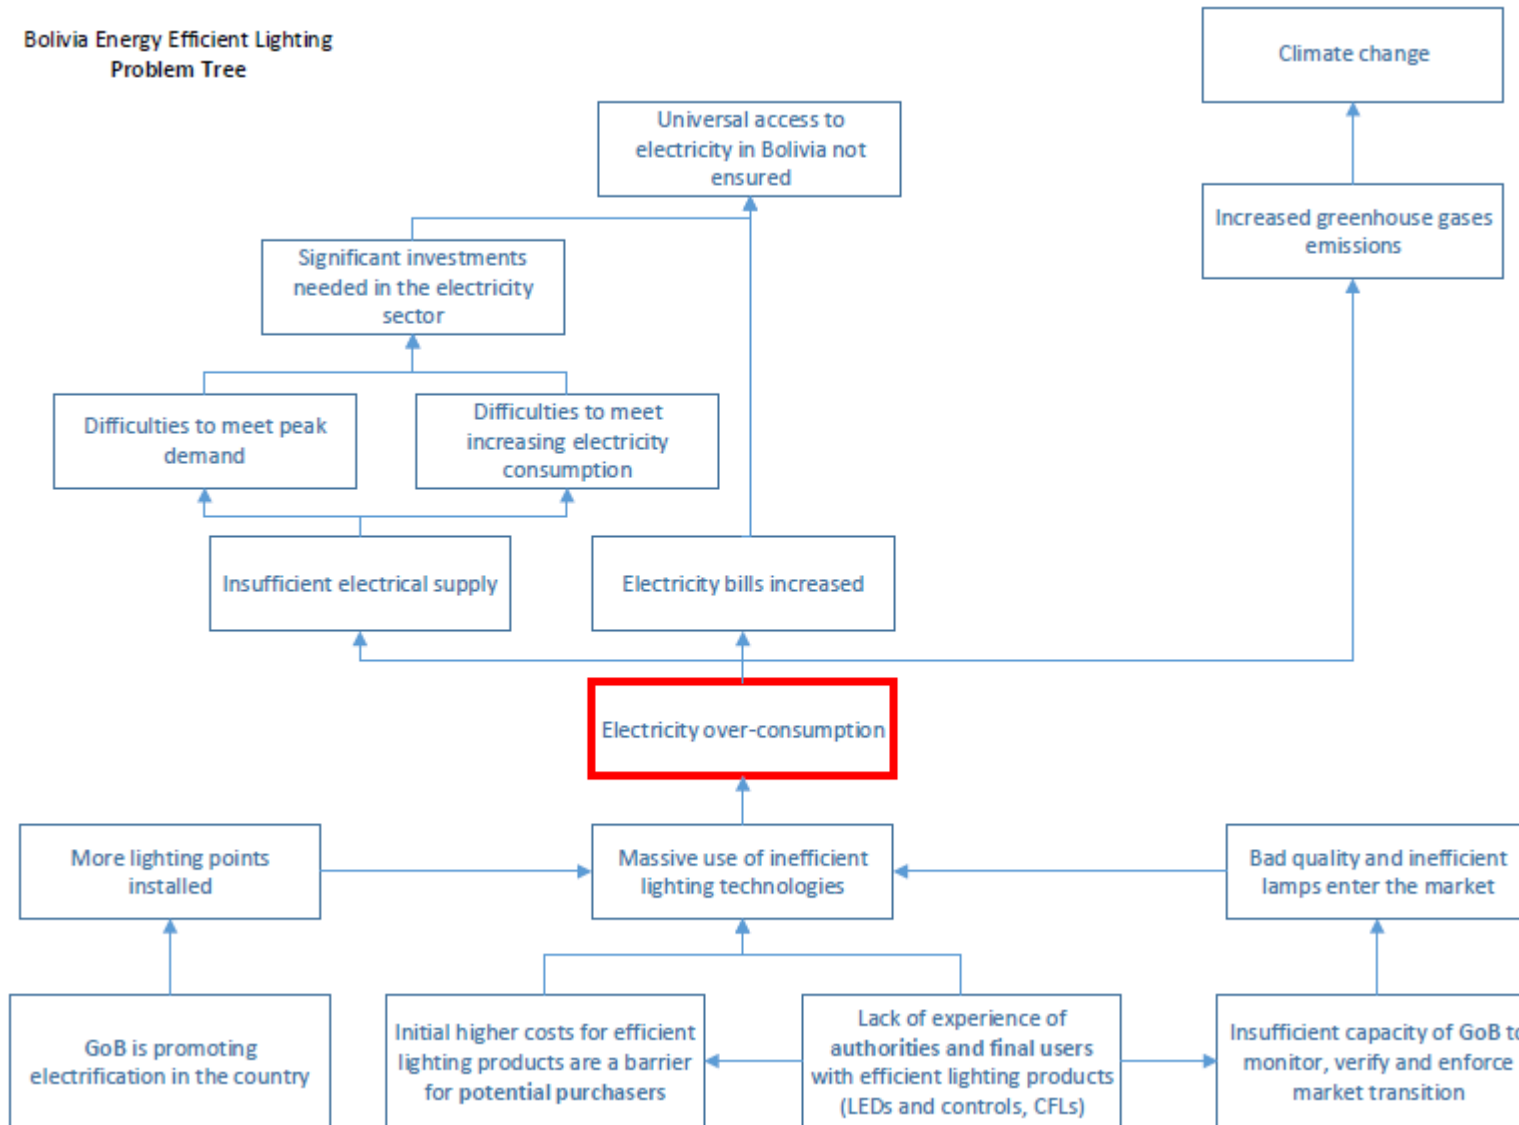 Bolivia Energy Efficient Lighting
Problem Tree
Climate change
Universal access to
electricity in Bolivia not
ensured
Increased greenhouse gases
emissions
Significant investments
needed in the electricity
sector
Difficulties to meet peak
demand
Difficulties to meet
increasing electricity
consumption
Insufficient electrical supply
Electricity bills increased
Electricity over-consumption
More lighting points
installed
Massive use of inefficient
lighting technologies
Bad quality and inefficient
lamps enter the market
GoB is promoting
electrification in the country
Initial higher costs for efficient
lighting products are a barrier
for potential purchasers
Lack of experience of
authorities and final users
with efficient lighting products
(LEDs and controls, CFLs)
Insufficient capacity of GoB to
monitor, verify and enforce
market transition